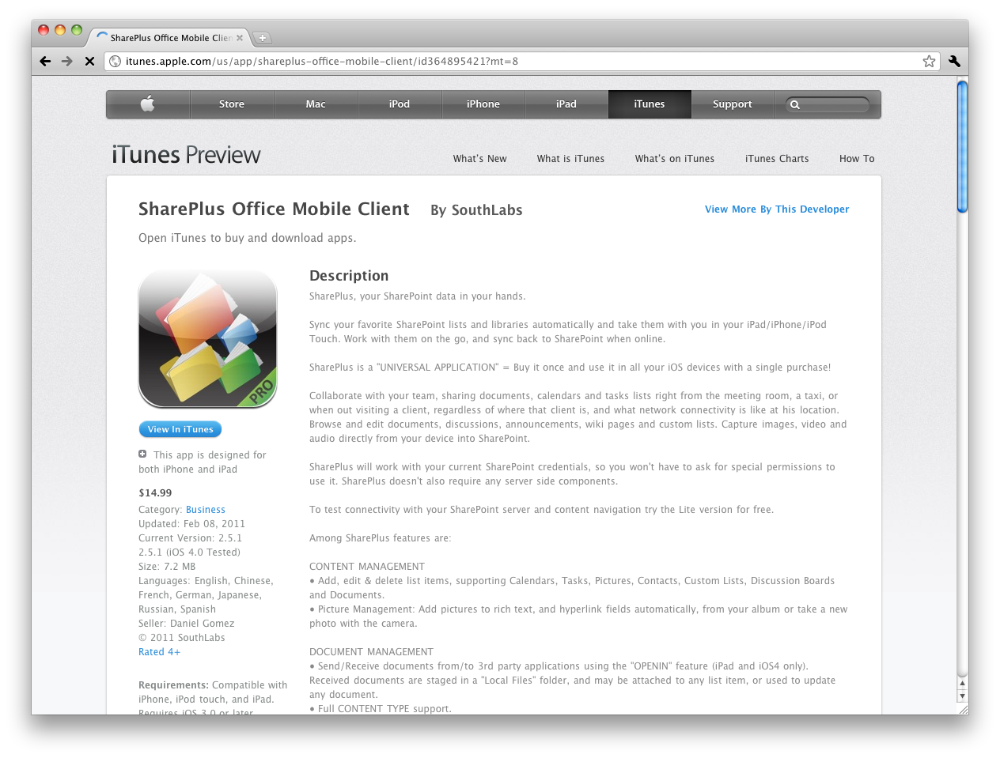 SharePlus Office Mobile Clien
itunes.apple.com/us/app/shareplus-office-mobile-client/id364895421?mt=8
Store Mac iPod iPhone iPad iTunes Support
iTunes Preview
What's New What is iTunes What's on iTunes iTunes Charts How To
SharePlus Office Mobile Client By SouthLabs
View More By This Developer
Open iTunes to buy and download apps.
PRO
View In iTunes
This app is designed for
both iPhone and iPad
$14.99
Category: Business
Updated: Feb 08, 2011
Current Version: 2.5.1
2.5.1 (iOS 4.0 Tested)
Size: 7.2 MB
Languages: English, Chinese,
French, German, Japanese,
Russian, Spanish
Seller: Daniel Gomez
© 2011 SouthLabs
Rated 4+
Requirements: Compatible with
iPhone, iPod touch, and iPad.
Requires iOS 3.0 or later
Description
SharePlus, your SharePoint data in your hands.
Sync your favorite SharePoint lists and libraries automatically and take them with you in your iPad/iPhone/iPod
Touch. Work with them on the go, and sync back to SharePoint when online.
SharePlus is a "UNIVERSAL APPLICATION" = Buy it once and use it in all your iOS devices with a single purchase!
Collaborate with your team, sharing documents, calendars and tasks lists right from the meeting room, a taxi, or
when out visiting a client, regardless of where that client is, and what network connectivity is like at his location.
Browse and edit documents, discussions, announcements, wiki pages and custom lists. Capture images, video and
audio directly from your device into SharePoint.
SharePlus will work with your current SharePoint credentials, so you won't have to ask for special permissions to
use it. SharePlus doesn't also require any server side components.
To test connectivity with your SharePoint server and content navigation try the Lite version for free.
Among SharePlus features are:
CONTENT MANAGEMENT
• Add, edit & delete list items, supporting Calendars, Tasks, Pictures, Contacts, Custom Lists, Discussion Boards
and Documents.
• Picture Management: Add pictures to rich text, and hyperlink fields automatically, from your album or take a new
photo with the camera.
DOCUMENT MANAGEMENT
• Send/Receive documents from/to 3rd party applications using the "OPENIN" feature (iPad and iOS4 only).
Received documents are staged in a "Local Files" folder, and may be attached to any list item, or used to update
any document.
• Full CONTENT TYPE support.